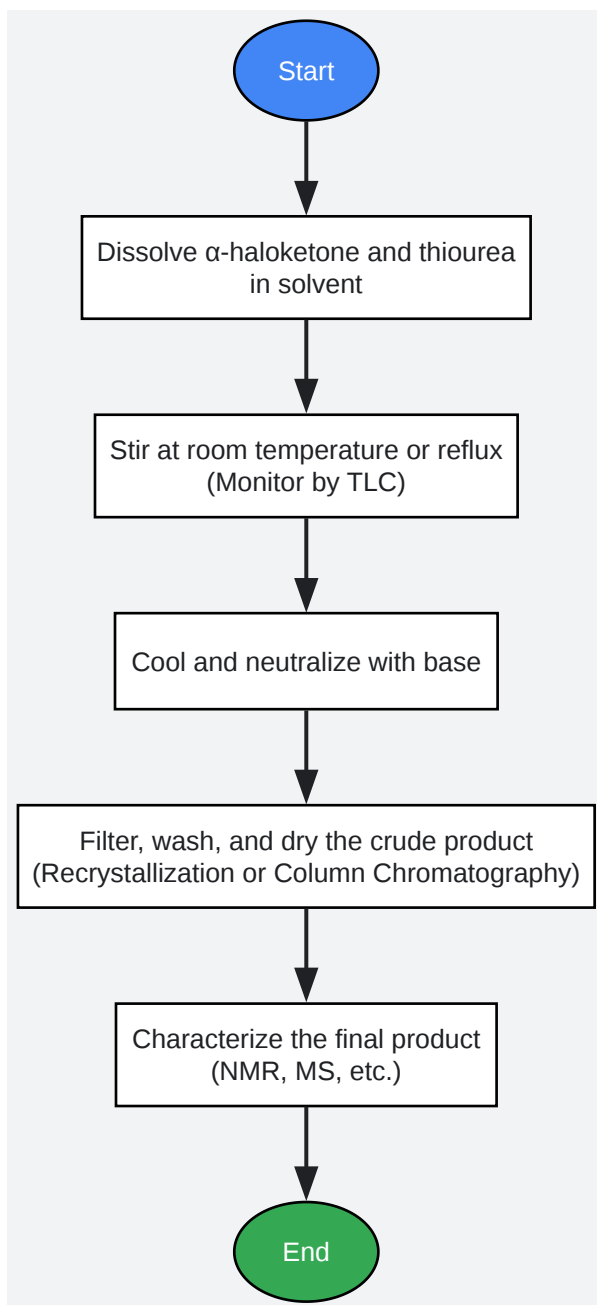 Start
Dissolve α-haloketone and thiourea
in solvent
Stir at room temperature or reflux
(Monitor by TLC)
Cool and neutralize with base
Filter, wash, and dry the crude product
(Recrystallization or Column Chromatography)
Characterize the final product
(NMR, MS, etc.)
End